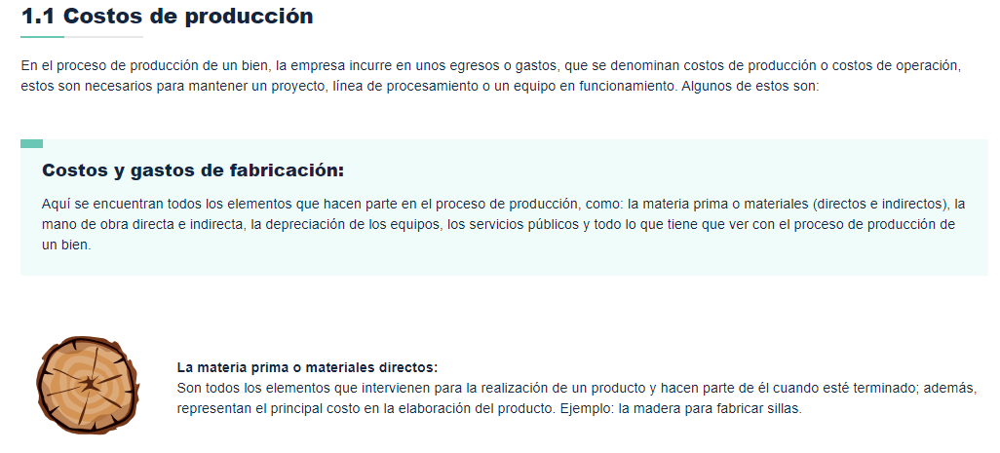 1.1 Costos de producción
En el proceso de producción de un bien, la empresa incurre en unos egresos o gastos, que se denominan costos de producción o costos de operación,
estos son necesarios para mantener un proyecto, línea de procesamiento o un equipo en funcionamiento. Algunos de estos son:
Costos y gastos de fabricación:
Aquí se encuentran todos los elementos que hacen parte en el proceso de producción, como: la materia prima o materiales (directos e indirectos), la
mano de obra directa e indirecta, la depreciación de los equipos, los servicios públicos y todo lo que tiene que ver con el proceso de producción de
un bien.
La materia prima o materiales directos:
Son todos los elementos que intervienen para la realización de un producto y hacen parte de él cuando esté terminado; además,
representan el principal costo en la elaboración del producto. Ejemplo: la madera para fabricar sillas.